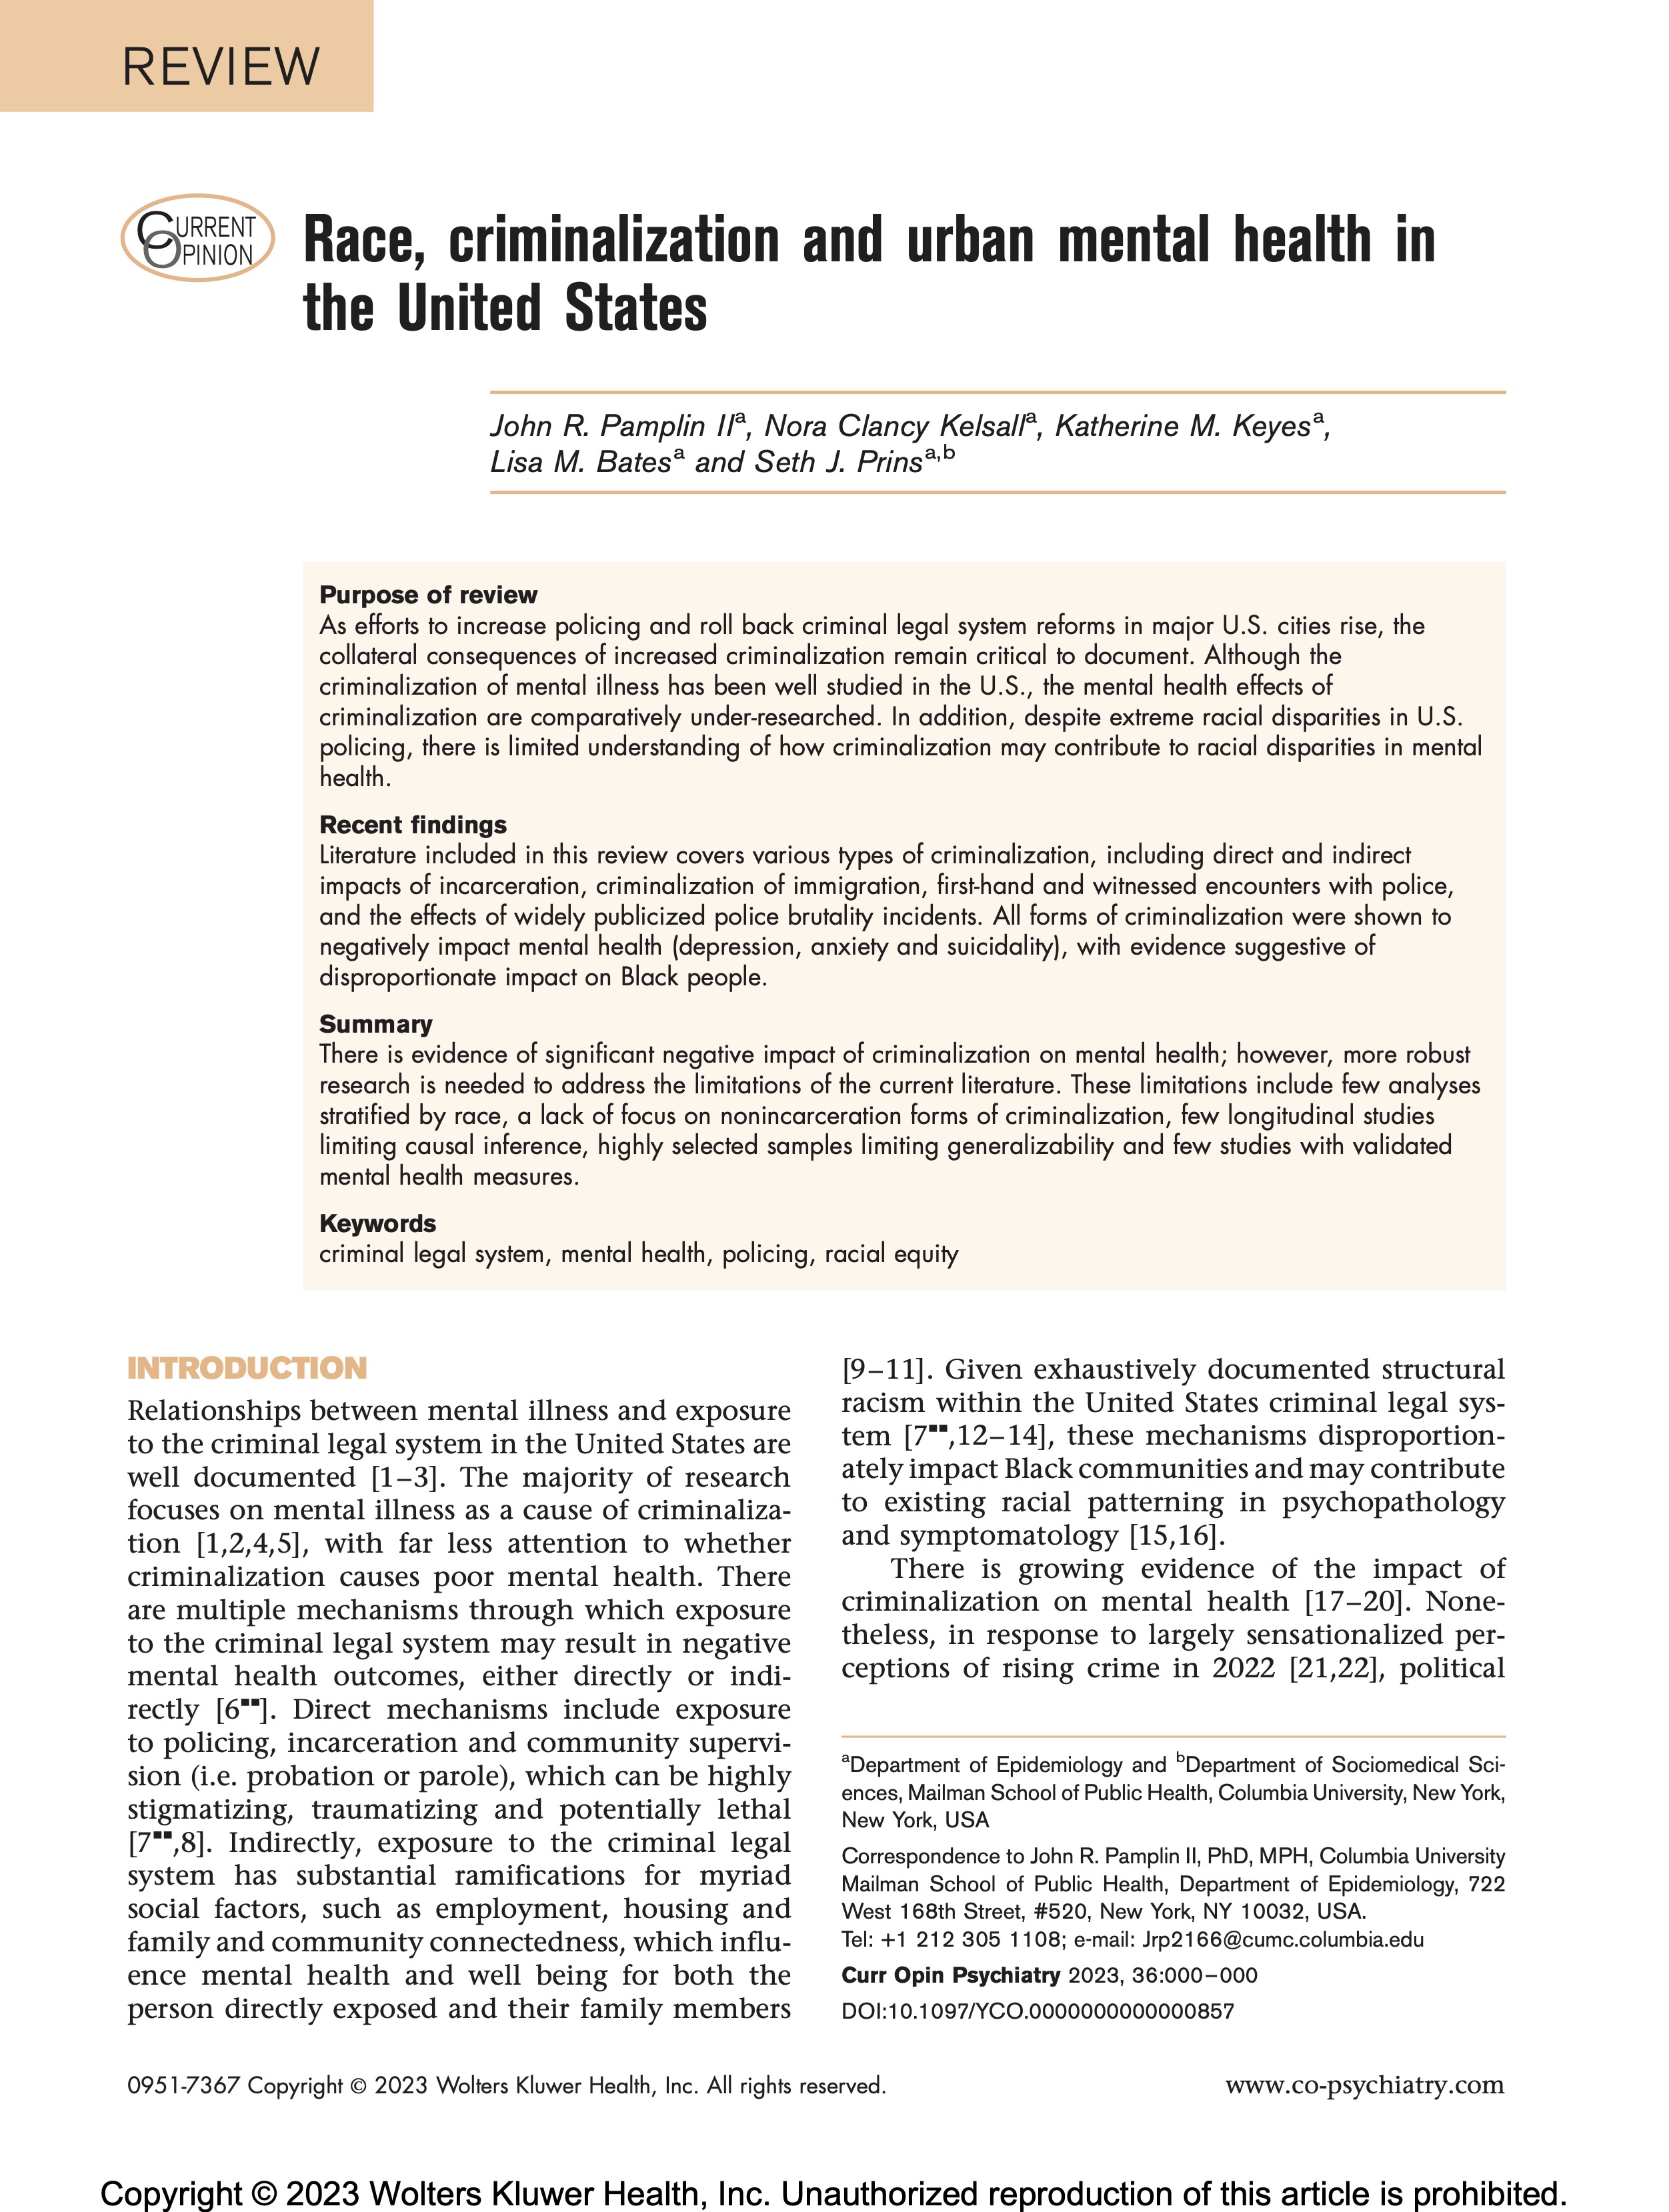 REVIEW
CURRENT
OPINION
Race, criminalization and urban mental health in
the United States
John R. Pamplin IIa, Nora Clancy Kelsalla, Katherine M. Keyesa,
Lisa M. Batesa and Seth J. Prinsa,b
Purpose of review
As efforts to increase policing and roll back criminal legal system reforms in major U.S. cities rise, the
collateral consequences of increased criminalization remain critical to document. Although the
criminalization of mental illness has been well studied in the U.S., the mental health effects of
criminalization are comparatively under-researched. In addition, despite extreme racial disparities in U.S.
policing, there is limited understanding of how criminalization may contribute to racial disparities in mental
health.
Recent findings
Literature included in this review covers various types of criminalization, including direct and indirect
impacts of incarceration, criminalization of immigration, first-hand and witnessed encounters with police,
and the effects of widely publicized police brutality incidents. All forms of criminalization were shown to
negatively impact mental health (depression, anxiety and suicidality), with evidence suggestive of
disproportionate impact on Black people.
Summary
There is evidence of significant negative impact of criminalization on mental health; however, more robust
research is needed to address the limitations of the current literature. These limitations include few analyses
stratified by race, a lack of focus on nonincarceration forms of criminalization, few longitudinal studies
limiting causal inference, highly selected samples limiting generalizability and few studies with validated
mental health measures.
Keywords
criminal legal system, mental health, policing, racial equity
INTRODUCTION
Relationships between mental illness and exposure
to the criminal legal system in the United States are
well documented [1–3]. The majority of research
focuses on mental illness as a cause of criminaliza-
tion [1,2,4,5], with far less attention to whether
criminalization causes poor mental health. There
are multiple mechanisms through which exposure
to the criminal legal system may result in negative
mental health outcomes, either directly or indi-
rectly [6▪▪]. Direct mechanisms include exposure
to policing, incarceration and community supervi-
sion (i.e. probation or parole), which can be highly
stigmatizing, traumatizing and potentially lethal
[7▪▪,8]. Indirectly, exposure to the criminal legal
system has substantial ramifications for myriad
social factors, such as employment, housing and
family and community connectedness, which influ-
ence mental health and well being for both the
person directly exposed and their family members
[9–11]. Given exhaustively documented structural
racism within the United States criminal legal sys-
tem [7▪▪,12–14], these mechanisms disproportion-
ately impact Black communities and may contribute
to existing racial patterning in psychopathology
and symptomatology [15,16].
There is growing evidence of the impact of
criminalization on mental health [17–20]. None-
theless, in response to largely sensationalized per-
ceptions of rising crime in 2022 [21,22], political
aDepartment of Epidemiology and bDepartment of Sociomedical Sci-
ences, Mailman School of Public Health, Columbia University, New York,
New York, USA
Correspondence to John R. Pamplin II, PhD, MPH, Columbia University
Mailman School of Public Health, Department of Epidemiology, 722
West 168th Street, #520, New York, NY 10032, USA.
Tel: +1 212 305 1108; e-mail: Jrp2166@cumc.columbia.edu
Curr Opin Psychiatry 2023, 36:000–000
DOI:10.1097/YCO.0000000000000857
0951-7367 Copyright © 2023 Wolters Kluwer Health, Inc. All rights reserved.
www.co-psychiatry.com
Copyright © 2023 Wolters Kluwer Health, Inc. Unauthorized reproduction of this article is prohibited.